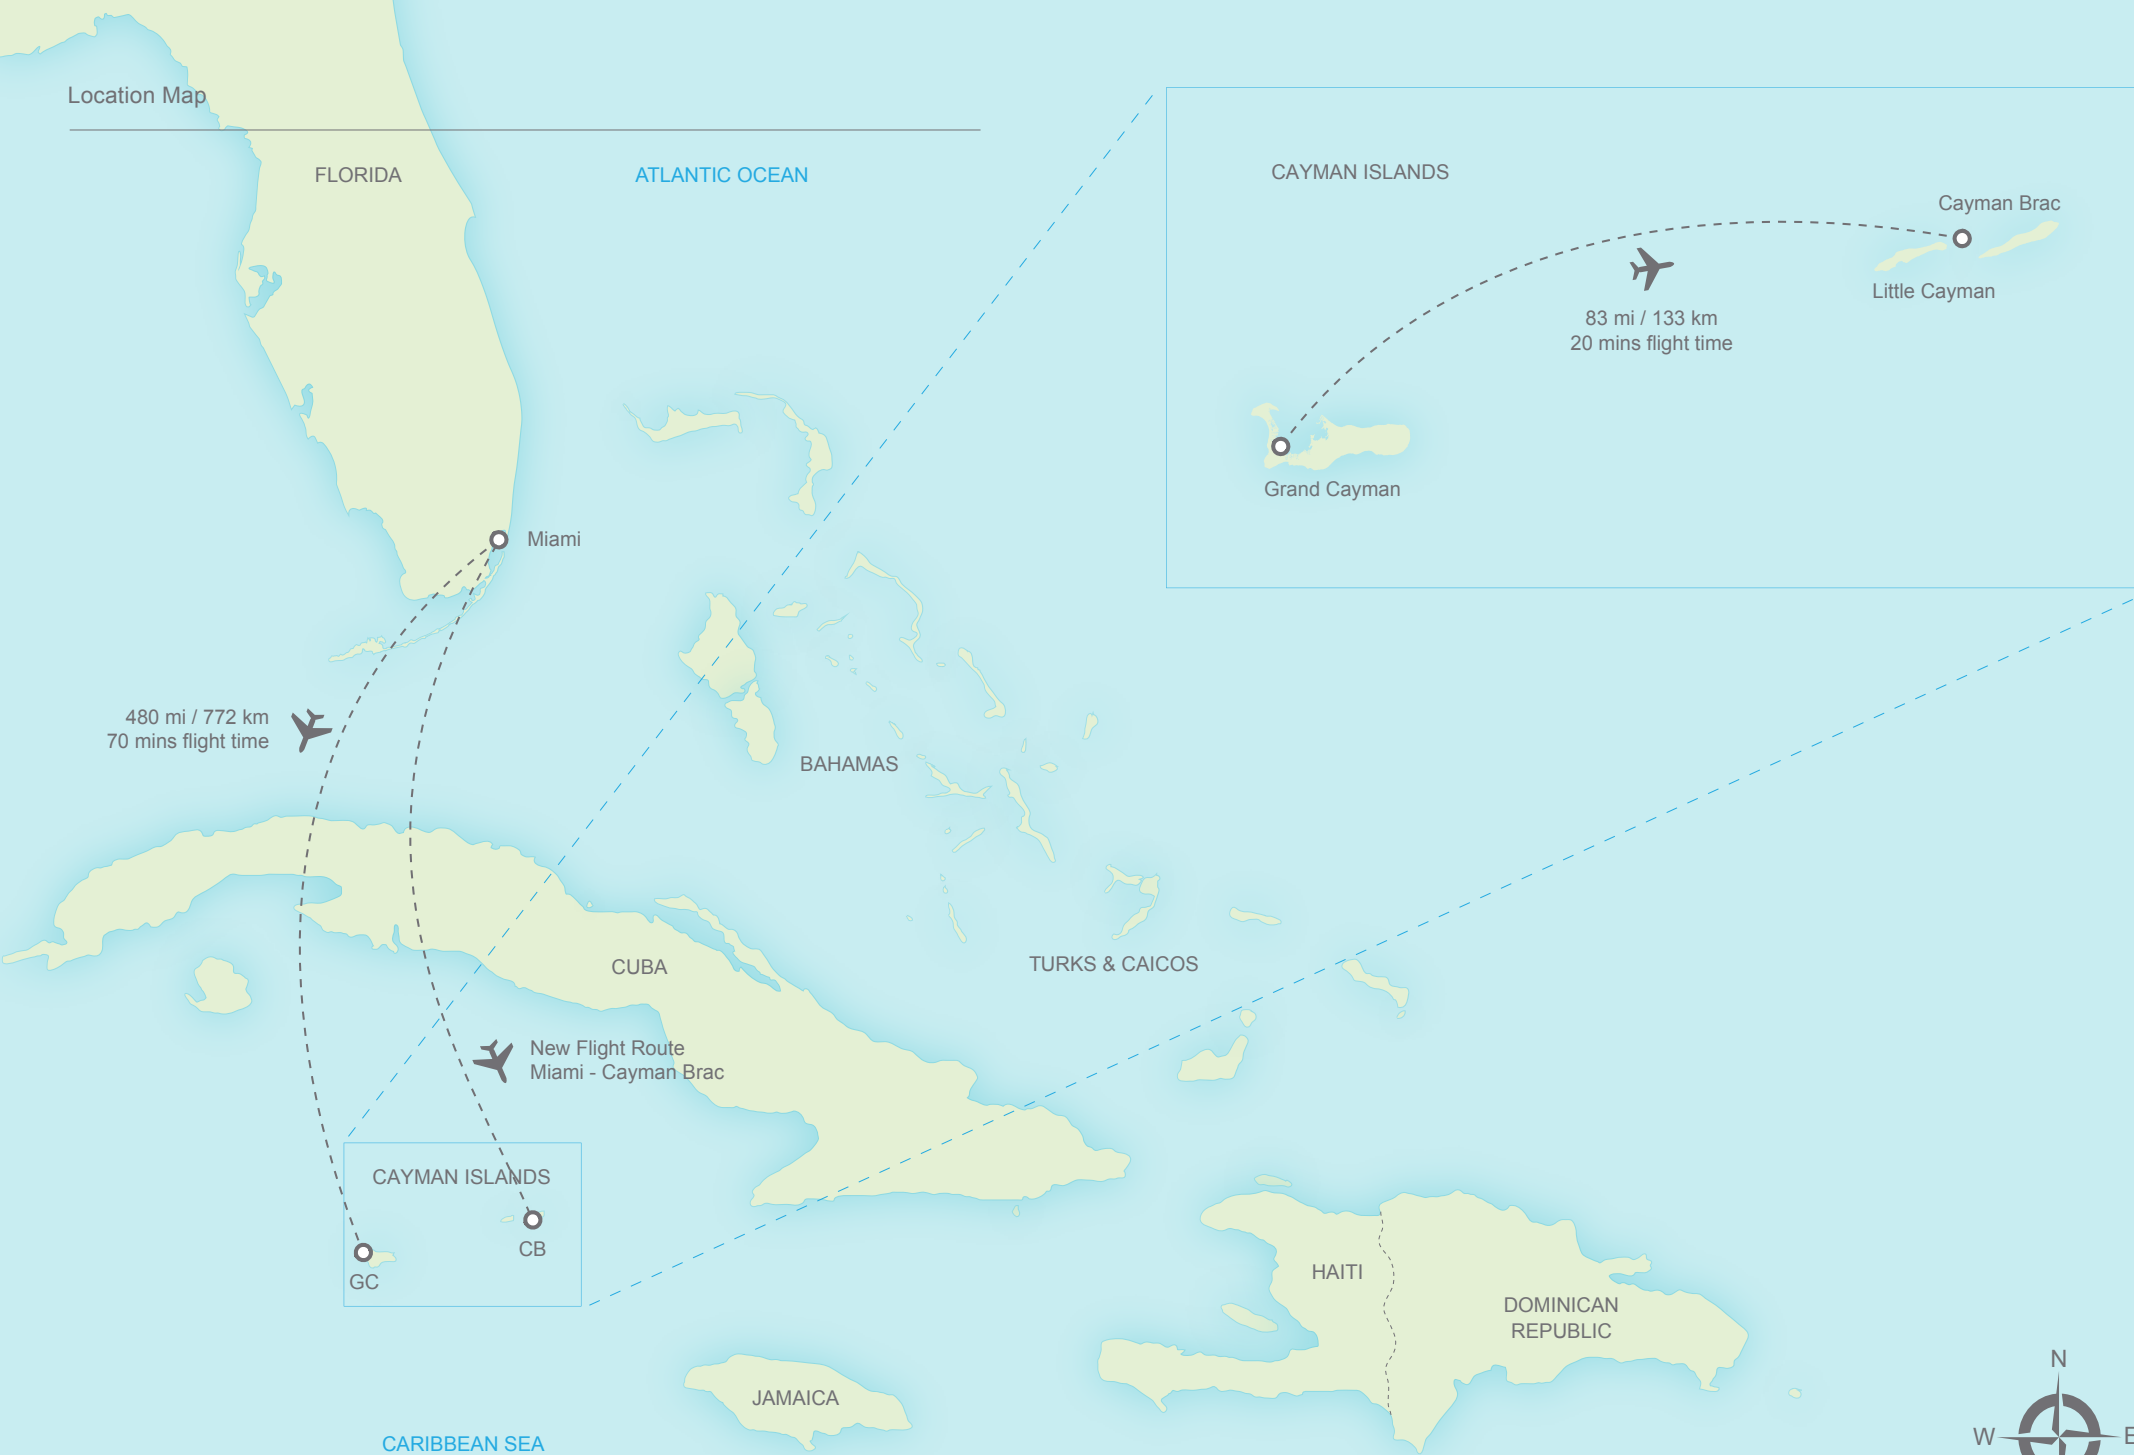 Location Map
FLORIDA
ATLANTIC OCEAN
CAYMAN ISLANDS
Cayman Brac
Little Cayman
83 mi / 133 km
20 mins flight time
Grand Cayman
Miami
480 mi / 772 km
70 mins flight time
BAHAMAS
CUBA
TURKS & CAICOS
New Flight Route
Miami - Cayman Brac
CAYMAN ISLANDS
CB
GC
HAITI
DOMINICAN
REPUBLIC
JAMAICA
CARIBBEAN SEA
N
W
E